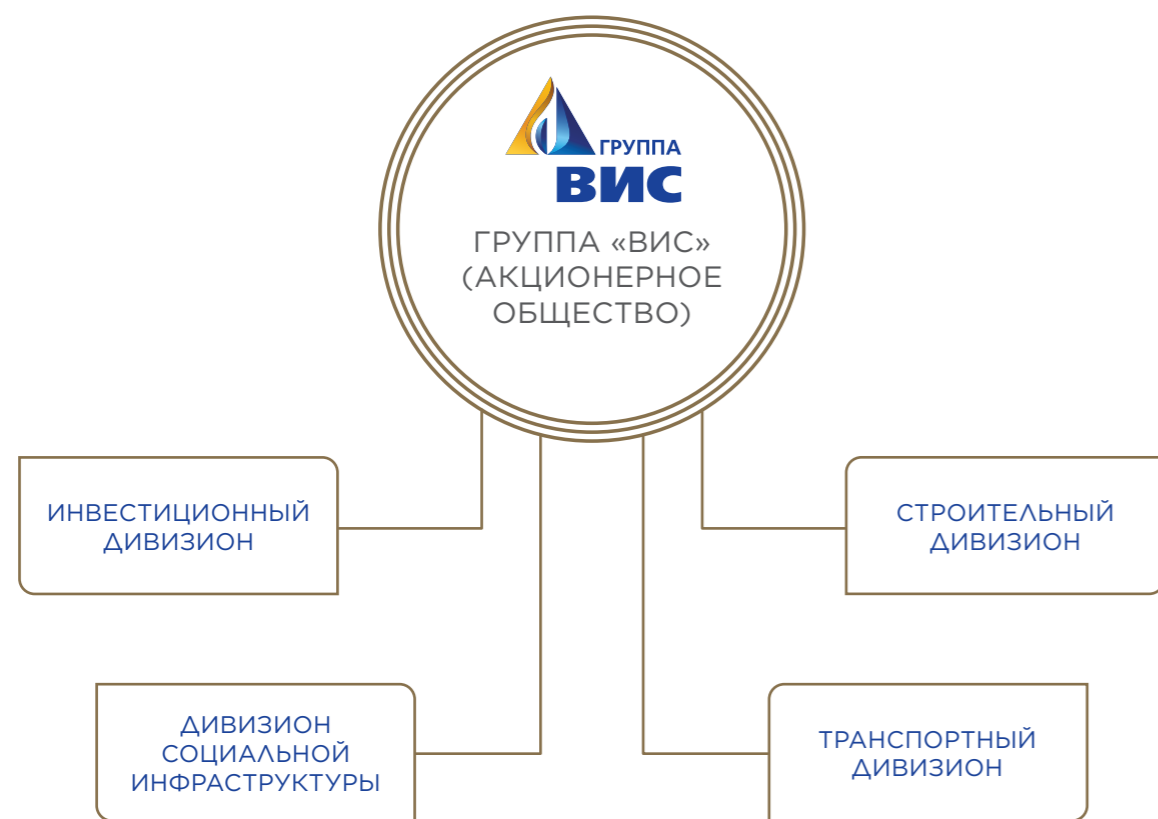 ГРУППА
ВИС
ГРУППА «ВИС»
(АКЦИОНЕРНОЕ
ОБЩЕСТВО)
ИНВЕСТИЦИОННЫЙ
ДИВИЗИОН
СТРОИТЕЛЬНЫЙ
ДИВИЗИОН
ДИВИЗИОН
СОЦИАЛЬНОЙ
ИНФРАСТРУКТУРЫ
ТРАНСПОРТНЫЙ
ДИВИЗИОН